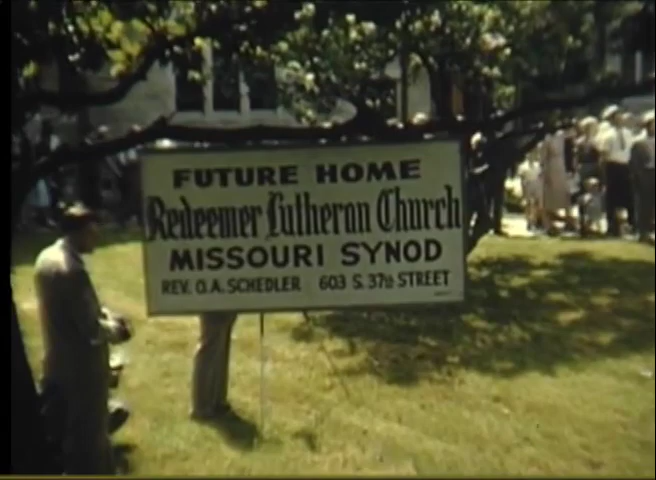 FUTURE HOME
Redeemer Lutheran Church
MISSOURI SYNOD
REV. O.A. SCHEDLER 603 S. 37th STREET